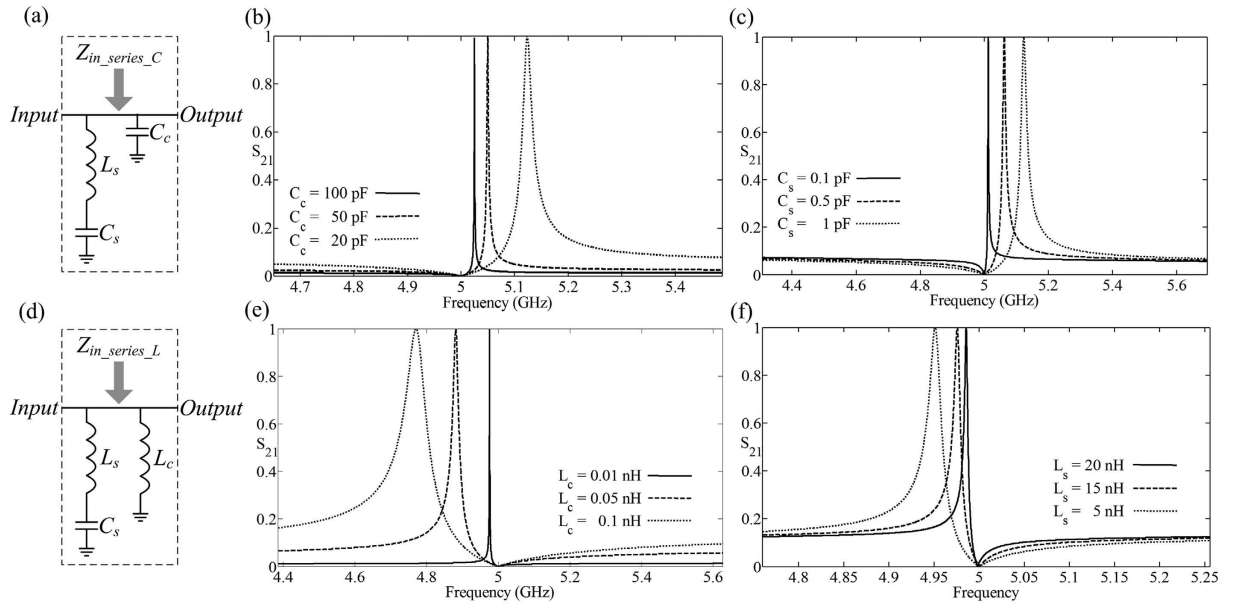 (a)
Z_in_series_C
Input
Output
C_c
L_s
C_s
(b)
1
0.8
0.6
S_21
0.4
0.2
0
C_c = 100 pF
C_c = 50 pF
C_c = 20 pF
4.7 4.8 4.9 5 5.1 5.2 5.3 5.4
Frequency (GHz)
(c)
1
0.8
0.6
S_21
0.4
0.2
0
C_s = 0.1 pF
C_s = 0.5 pF
C_s = 1 pF
4.4 4.6 4.8 5 5.2 5.4 5.6
Frequency (GHz)
(d)
Z_in_series_L
Input
Output
L_s
L_c
C_s
(e)
1
0.8
0.6
S_21
0.4
0.2
0
L_c = 0.01 nH
L_c = 0.05 nH
L_c = 0.1 nH
4.4 4.6 4.8 5 5.2 5.4 5.6
Frequency (GHz)
(f)
1
0.8
0.6
S_21
0.4
0.2
0
L_s = 20 nH
L_s = 15 nH
L_s = 5 nH
4.8 4.85 4.9 4.95 5 5.05 5.1 5.15 5.2 5.25
Frequency